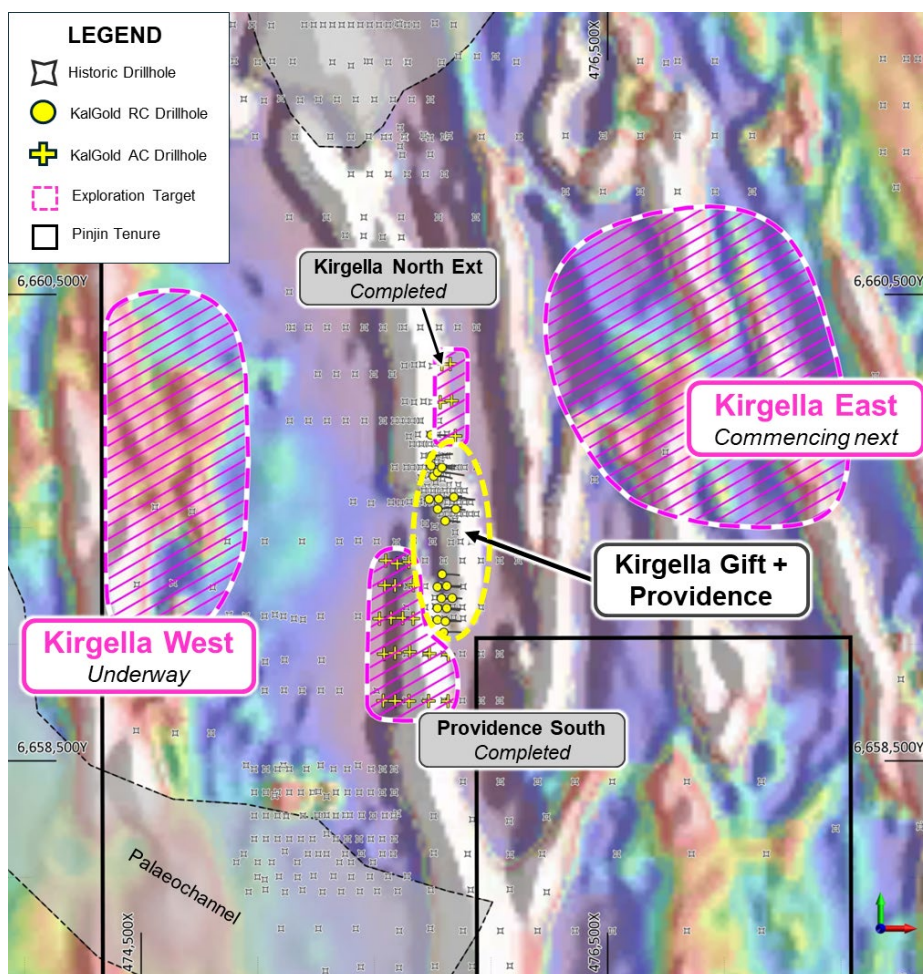 LEGEND
Historic Drillhole
KalGold RC Drillhole
KalGold AC Drillhole
Exploration Target
Pinjin Tenure
476,500X
6,660,500Y
6,660,500Y
Kirgella North Ext
Completed
Kirgella East
Commencing next
Kirgella Gift +
Providence
Kirgella West
Underway
Providence South
Completed
6,658,500Y
6,658,500Y
Palaeochannel
474,500X
476,500X